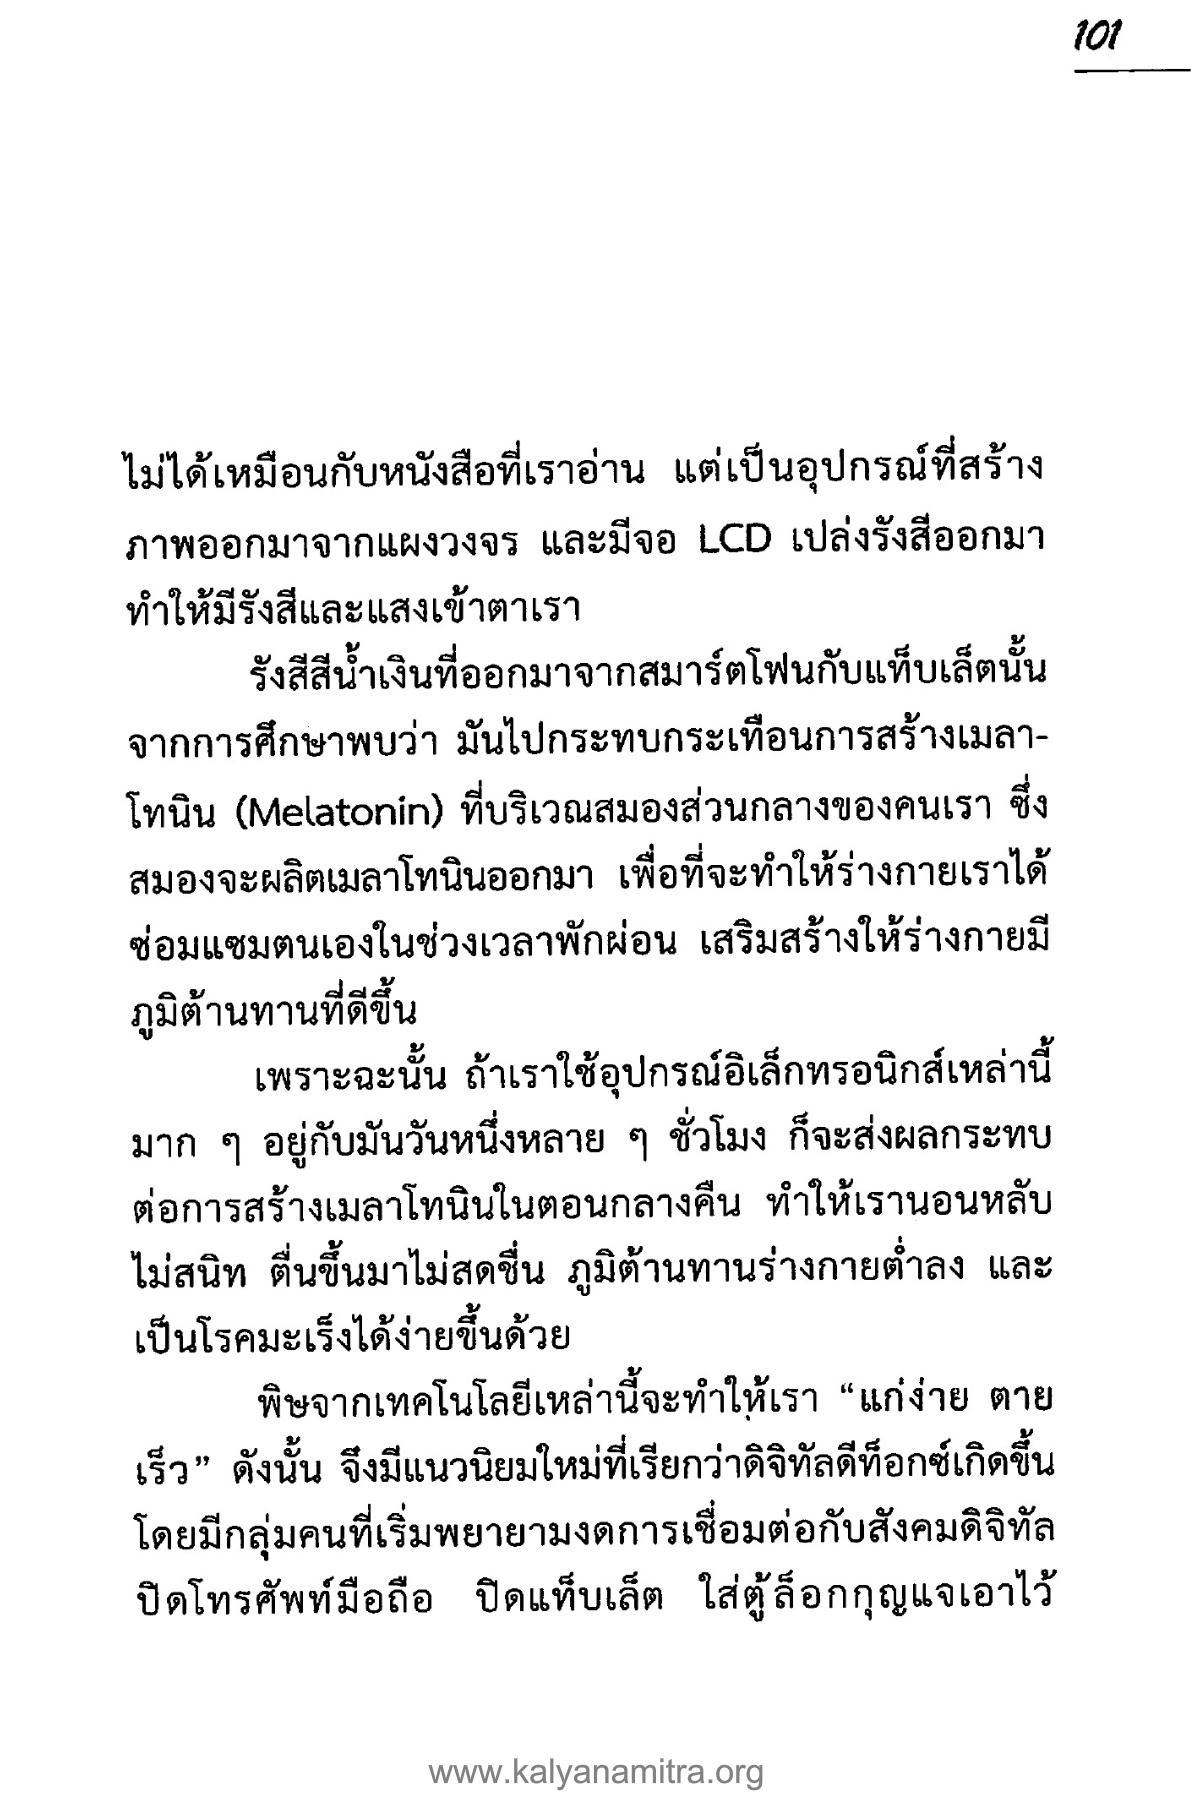 101
ไม่ได้เหมือนกับหนังสือที่เราอ่าน แต่เป็นอุปกรณ์ที่สร้าง
ภาพออกมาจากแผงวงจร และมีจอ LCD เปล่งรังสีออกมา
ทำให้มีรังสีและแสงเข้าตาเรา
รังสีสีน้ำเงินที่ออกมาจากสมาร์ตโฟนกับแท็บเล็ตนั้น
จากการศึกษาพบว่า มันไปกระทบกระเทือนการสร้างเมลา-
โทนิน (Melatonin) ที่บริเวณสมองส่วนกลางของคนเรา ซึ่ง
สมองจะผลิตเมลาโทนินออกมา เพื่อที่จะทำให้ร่างกายเราได้
ซ่อมแซมตนเองในช่วงเวลาพักผ่อน เสริมสร้างให้ร่างกายมี
ภูมิต้านทานที่ดีขึ้น
เพราะฉะนั้น ถ้าเราใช้อุปกรณ์อิเล็กทรอนิกส์เหล่านี้
มาก ๆ อยู่กับมันวันหนึ่งหลาย ๆ ชั่วโมง ก็จะส่งผลกระทบ
ต่อการสร้างเมลาโทนินในตอนกลางคืน ทำให้เรานอนหลับ
ไม่สนิท ตื่นขึ้นมาไม่สดชื่น ภูมิต้านทานร่างกายต่ำลง และ
เป็นโรคมะเร็งได้ง่ายขึ้นด้วย
พิษจากเทคโนโลยีเหล่านี้จะทำให้เรา “แก่ง่าย ตาย
เร็ว” ดังนั้น จึงมีแนวนิยมใหม่ที่เรียกว่าดิจิทัลดีท็อกซ์เกิดขึ้น
โดยมีกลุ่มคนที่เริ่มพยายามงดการเชื่อมต่อกับสังคมดิจิทัล
ปิดโทรศัพท์มือถือ ปิดแท็บเล็ต ใส่ตู้ล็อกกุญแจเอาไว้
www.kalyanamitra.org